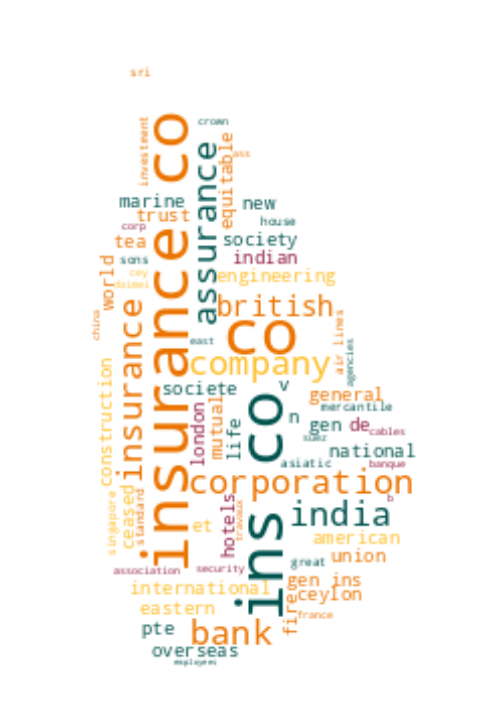 sri
crown
investment
insurance co
assurance
equitable
ass
marine
new
trust
house
corp
tea
society
sons
indian
world
cey
engineering
daimei
british
china
insurance
co
air lines
east
agencies
company
construction
societe
v
general
ins co
mercantile
london
mutual
life
n
gen
de
cables
suez
national
asiatic
banque
corporation
ceased
standard
singapore
hotels
b
et
travaux
india
american
great
union
association
security
gen ins
international
ceylon
eastern
fire
france
pte
bank
overseas
employees